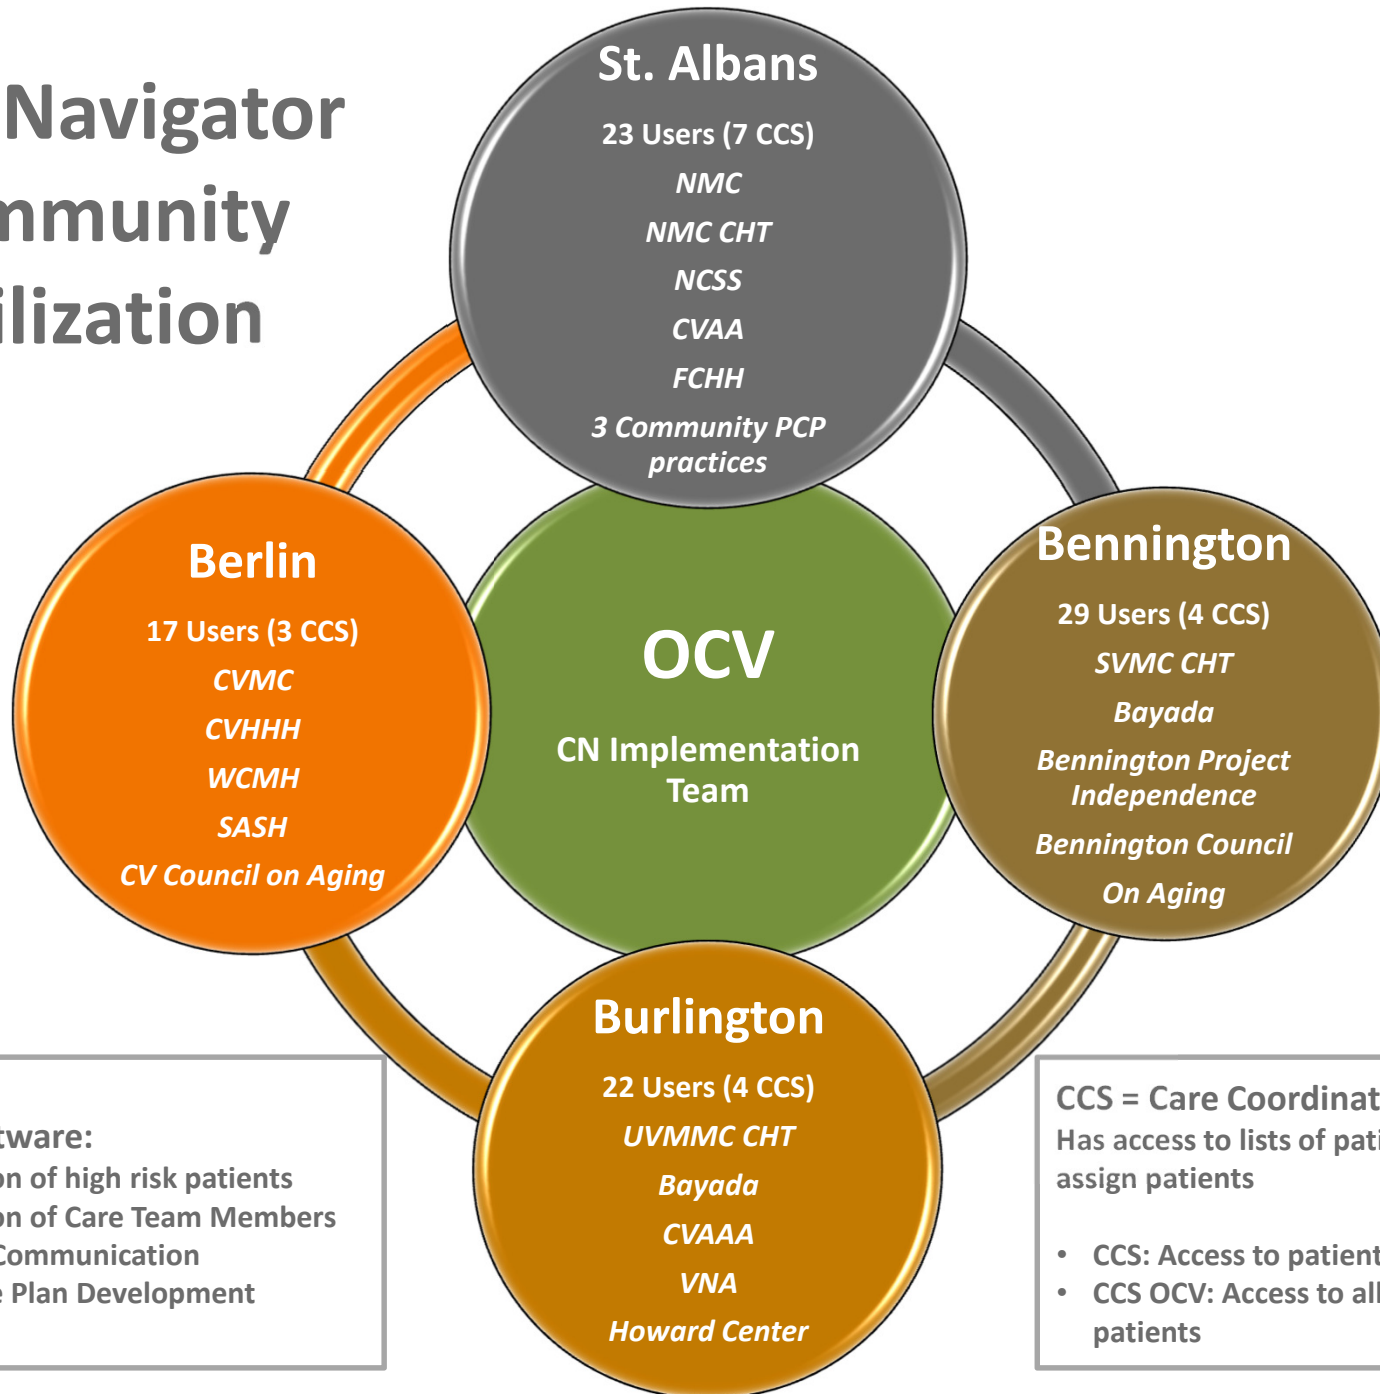 Navigator
mmunity
ilization
St. Albans
23 Users (7 CCS)
NMC
NMC CHT
NCSS
CVAA
FCHH
3 Community PCP
practices
Berlin
17 Users (3 CCS)
CVMC
CVHHH
WCMH
SASH
CV Council on Aging
OCV
CN Implementation
Team
Bennington
29 Users (4 CCS)
SVMC CHT
Bayada
Bennington Project
Independence
Bennington Council
On Aging
Burlington
22 Users (4 CCS)
UVMMC CHT
Bayada
CVAAA
VNA
Howard Center
tware:
on of high risk patients
on of Care Team Members
Communication
e Plan Development
CCS = Care Coordinat
Has access to lists of pati
assign patients
• CCS: Access to patient
• CCS OCV: Access to all
patients